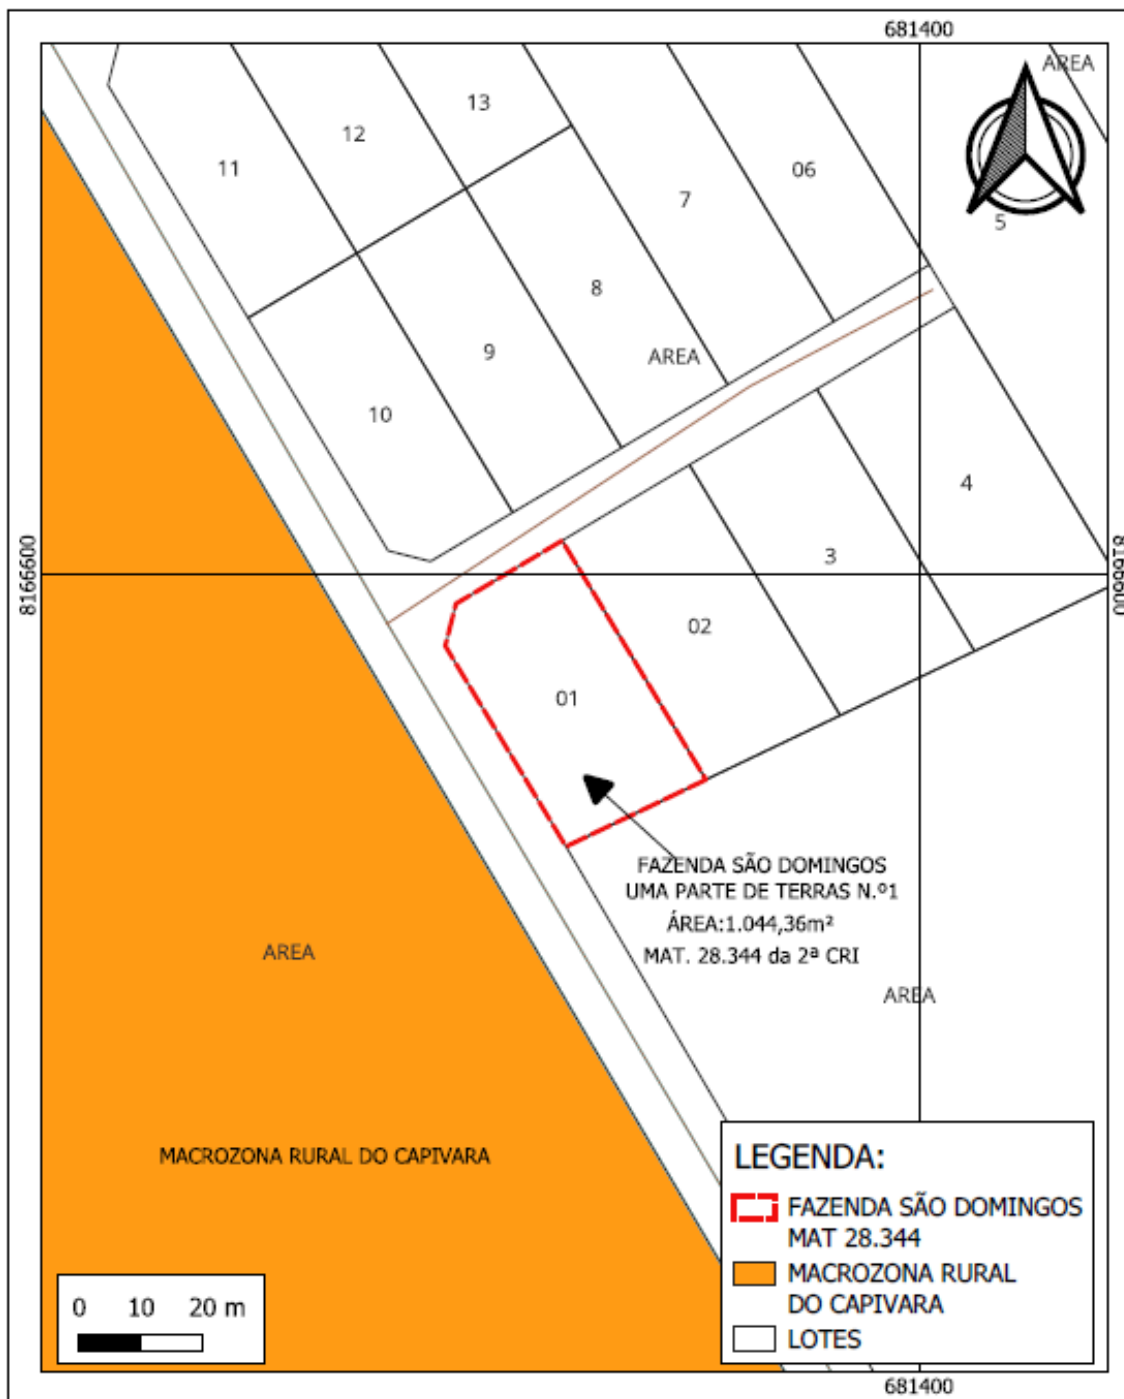 681400
AREA
13
12
11
06
7
5
8
9
AREA
10
4
8166600
8166600
3
02
01
FAZENDA SÃO DOMINGOS
UMA PARTE DE TERRAS N.º1
ÁREA:1.044,36m²
MAT. 28.344 da 2ª CRI
AREA
AREA
MACROZONA RURAL DO CAPIVARA
LEGENDA:
FAZENDA SÃO DOMINGOS
MAT 28.344
MACROZONA RURAL
DO CAPIVARA
LOTES
0 10 20 m
681400